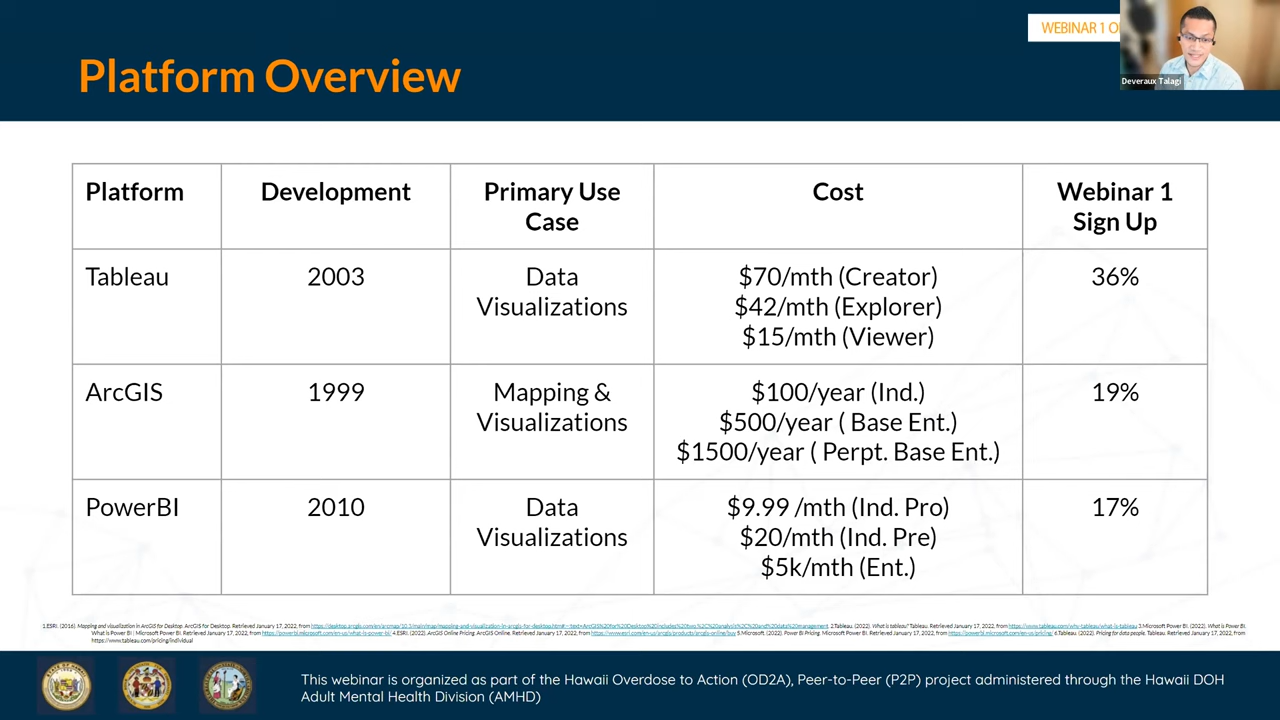 WEBINAR 1 O
Deveraux Talagi
Platform Overview
Platform Development Primary Use Case Cost Webinar 1 Sign Up
Tableau 2003 Data Visualizations $70/mth (Creator) $42/mth (Explorer) $15/mth (Viewer) 36%
ArcGIS 1999 Mapping & Visualizations $100/year (Ind.) $500/year ( Base Ent.) $1500/year ( Perpt. Base Ent.) 19%
PowerBI 2010 Data Visualizations $9.99 /mth (Ind. Pro) $20/mth (Ind. Pre) $5k/mth (Ent.) 17%
This webinar is organized as part of the Hawaii Overdose to Action (OD2A), Peer-to-Peer (P2P) project administered through the Hawaii DOH
Adult Mental Health Division (AMHD)